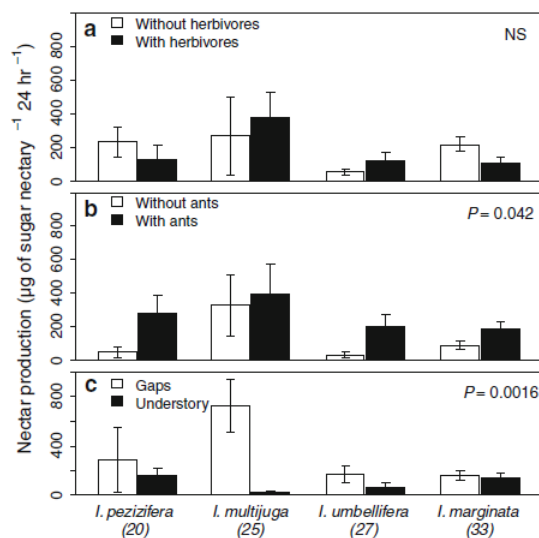 Nectar production (µg of sugar nectary ⁻¹ 24 hr ⁻¹)
a
Without herbivores
With herbivores
NS
0 200 400 600 800
b
Without ants
With ants
P = 0.042
0 200 400 600 800
c
Gaps
Understory
P = 0.0016
0 400 800
I. pezizifera I. multijuga I. umbellifera I. marginata
(20) (25) (27) (33)